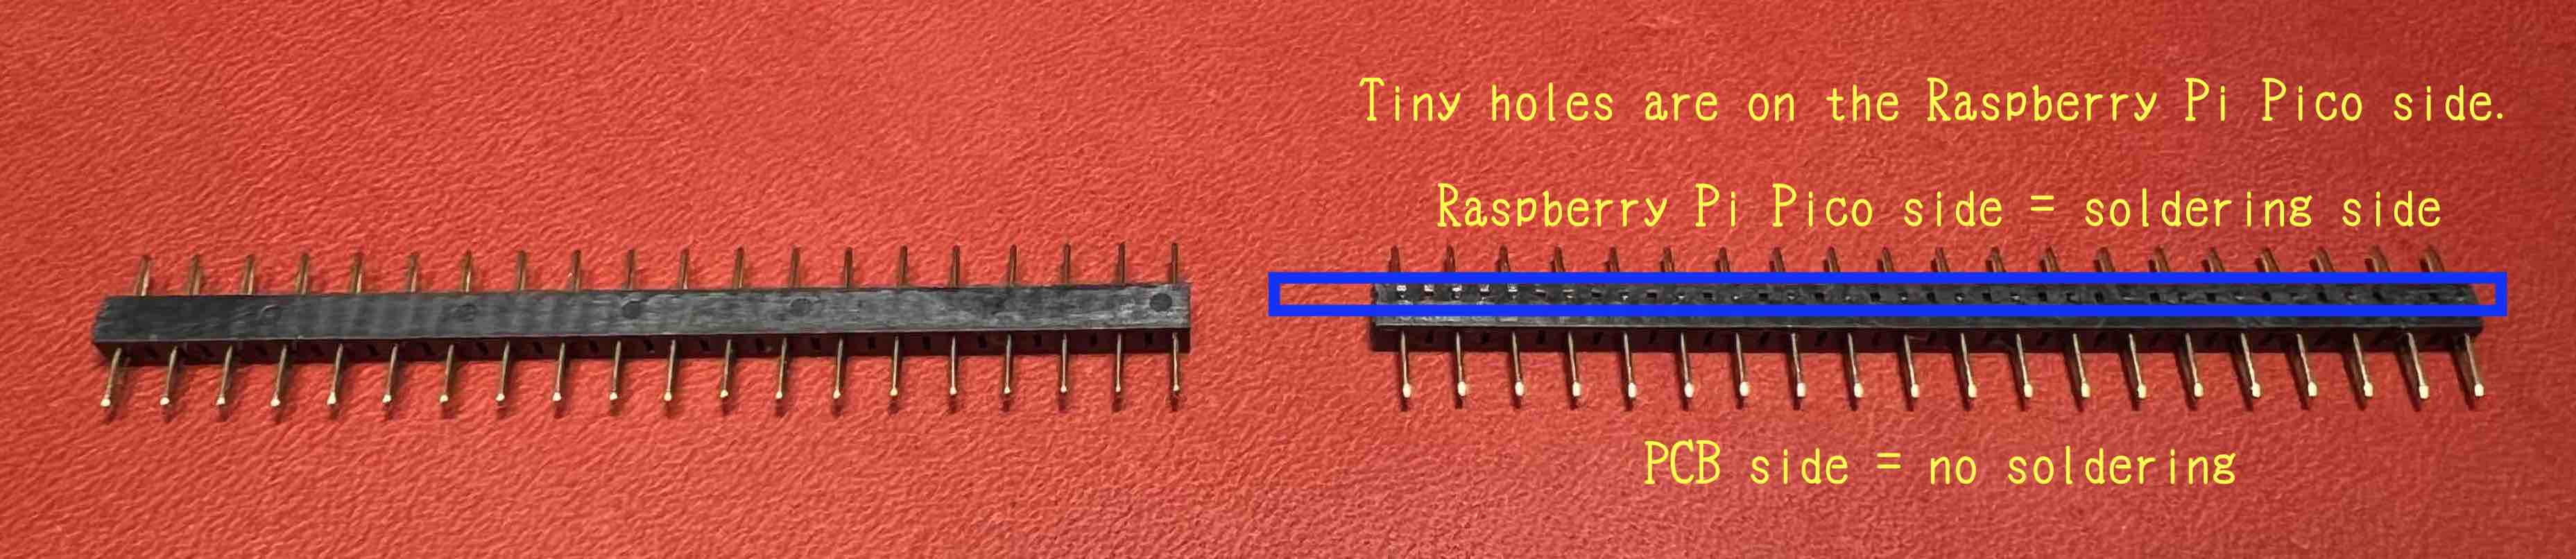 Tiny holes are on the Raspberry Pi Pico side.
Raspberry Pi Pico side = soldering side
PCB side = no soldering